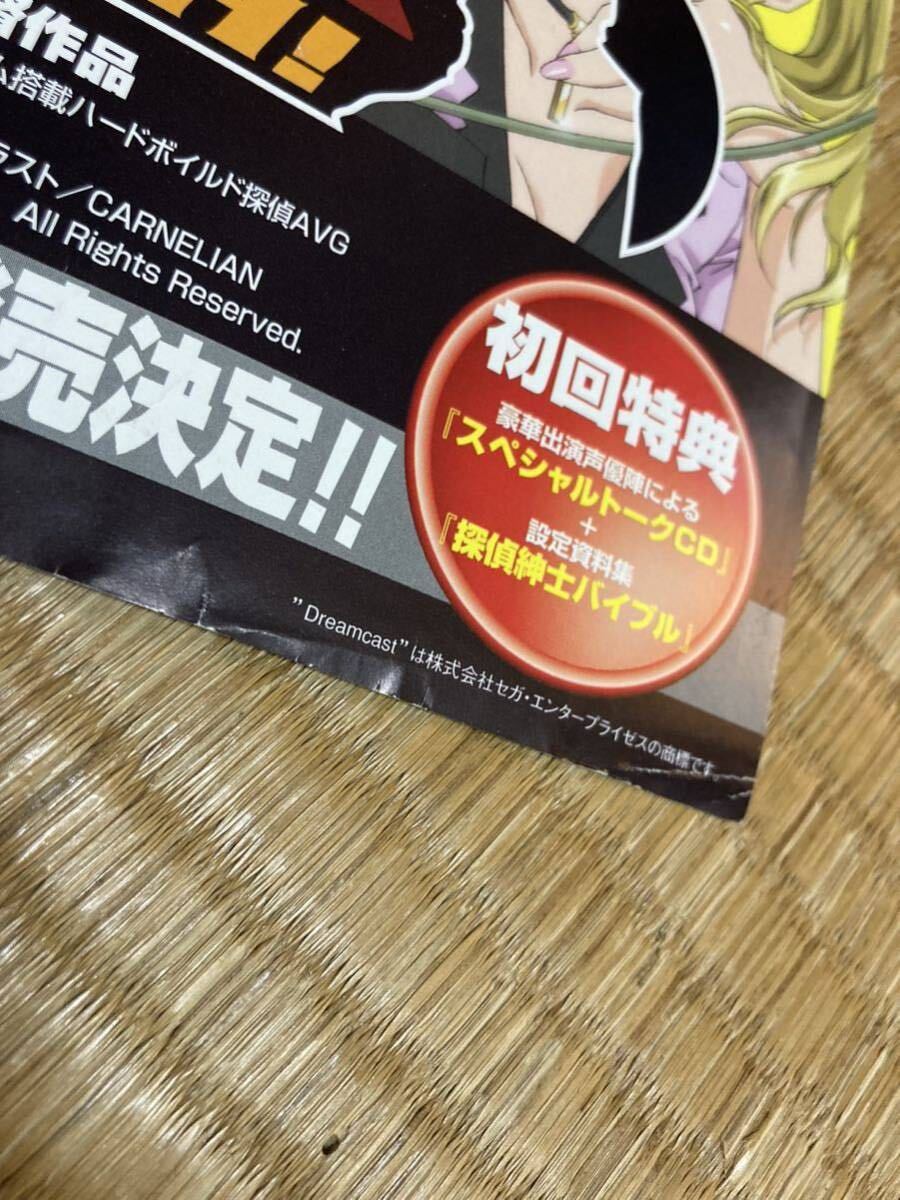 イ!
作品
ム搭載ハードボイルド探偵AVG
ラスト/CARNELIAN
All Rights Reserved.
売決定!!
初回特典
豪華出演声優陣による
『スペシャルトークCD』
+
設定資料集
『探偵紳士バイブル』
"Dreamcast"は株式会社セガ・エンタープライゼスの商標です。